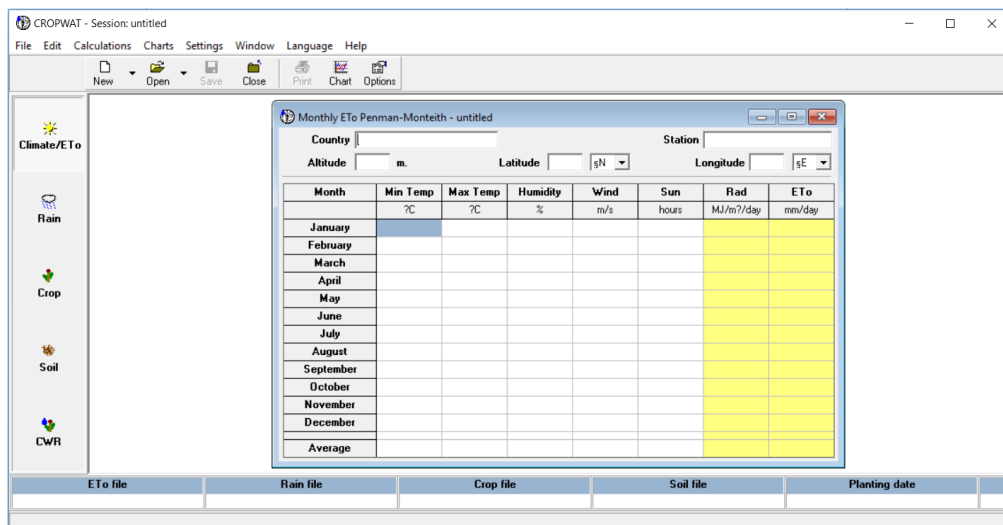 CROPWAT - Session: untitled
File Edit Calculations Charts Settings Window Language Help
New Open Save Close Print Chart Options
Climate/ETo
Rain
Crop
Soil
CWR
Monthly ETo Penman-Monteith - untitled
Country Station
Altitude m. Latitude §N Longitude §E
Month Min Temp Max Temp Humidity Wind Sun Rad ETo
?C ?C % m/s hours MJ/m?/day mm/day
January
February
March
April
May
June
July
August
September
October
November
December
Average
ETo file Rain file Crop file Soil file Planting date